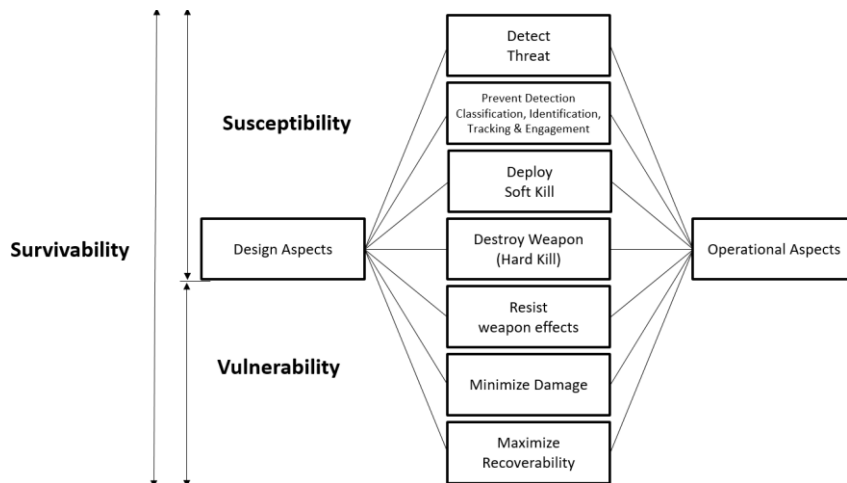 Survivability
Susceptibility
Vulnerability
Design Aspects
Detect
Threat
Prevent Detection
Classification, Identification,
Tracking & Engagement
Deploy
Soft Kill
Destroy Weapon
(Hard Kill)
Resist
weapon effects
Minimize Damage
Maximize
Recoverability
Operational Aspects